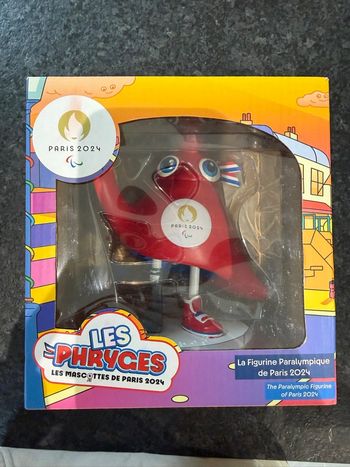 PARIS 2024
PARIS 2024
LES
PHRYGES
LES MASCOTTES DE PARIS 2024
La Figurine Paralympique
de Paris 2024
The Paralympic Figurine
of Paris 2024